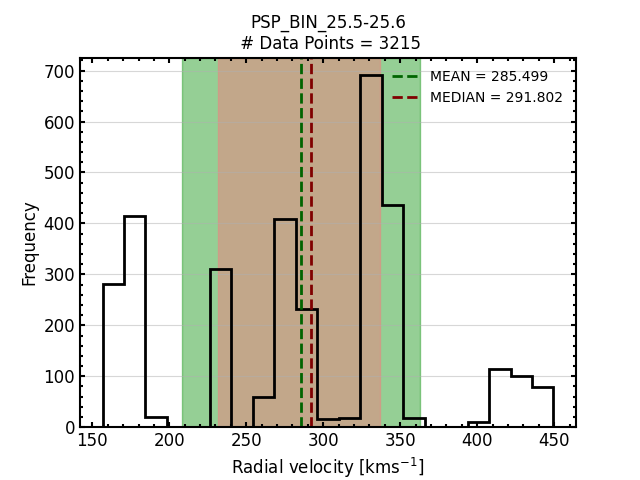 PSP_BIN_25.5-25.6
# Data Points = 3215
MEAN = 285.499
MEDIAN = 291.802
700
600
500
400
300
200
100
0
Frequency
150 200 250 300 350 400 450
Radial velocity [kms⁻¹]